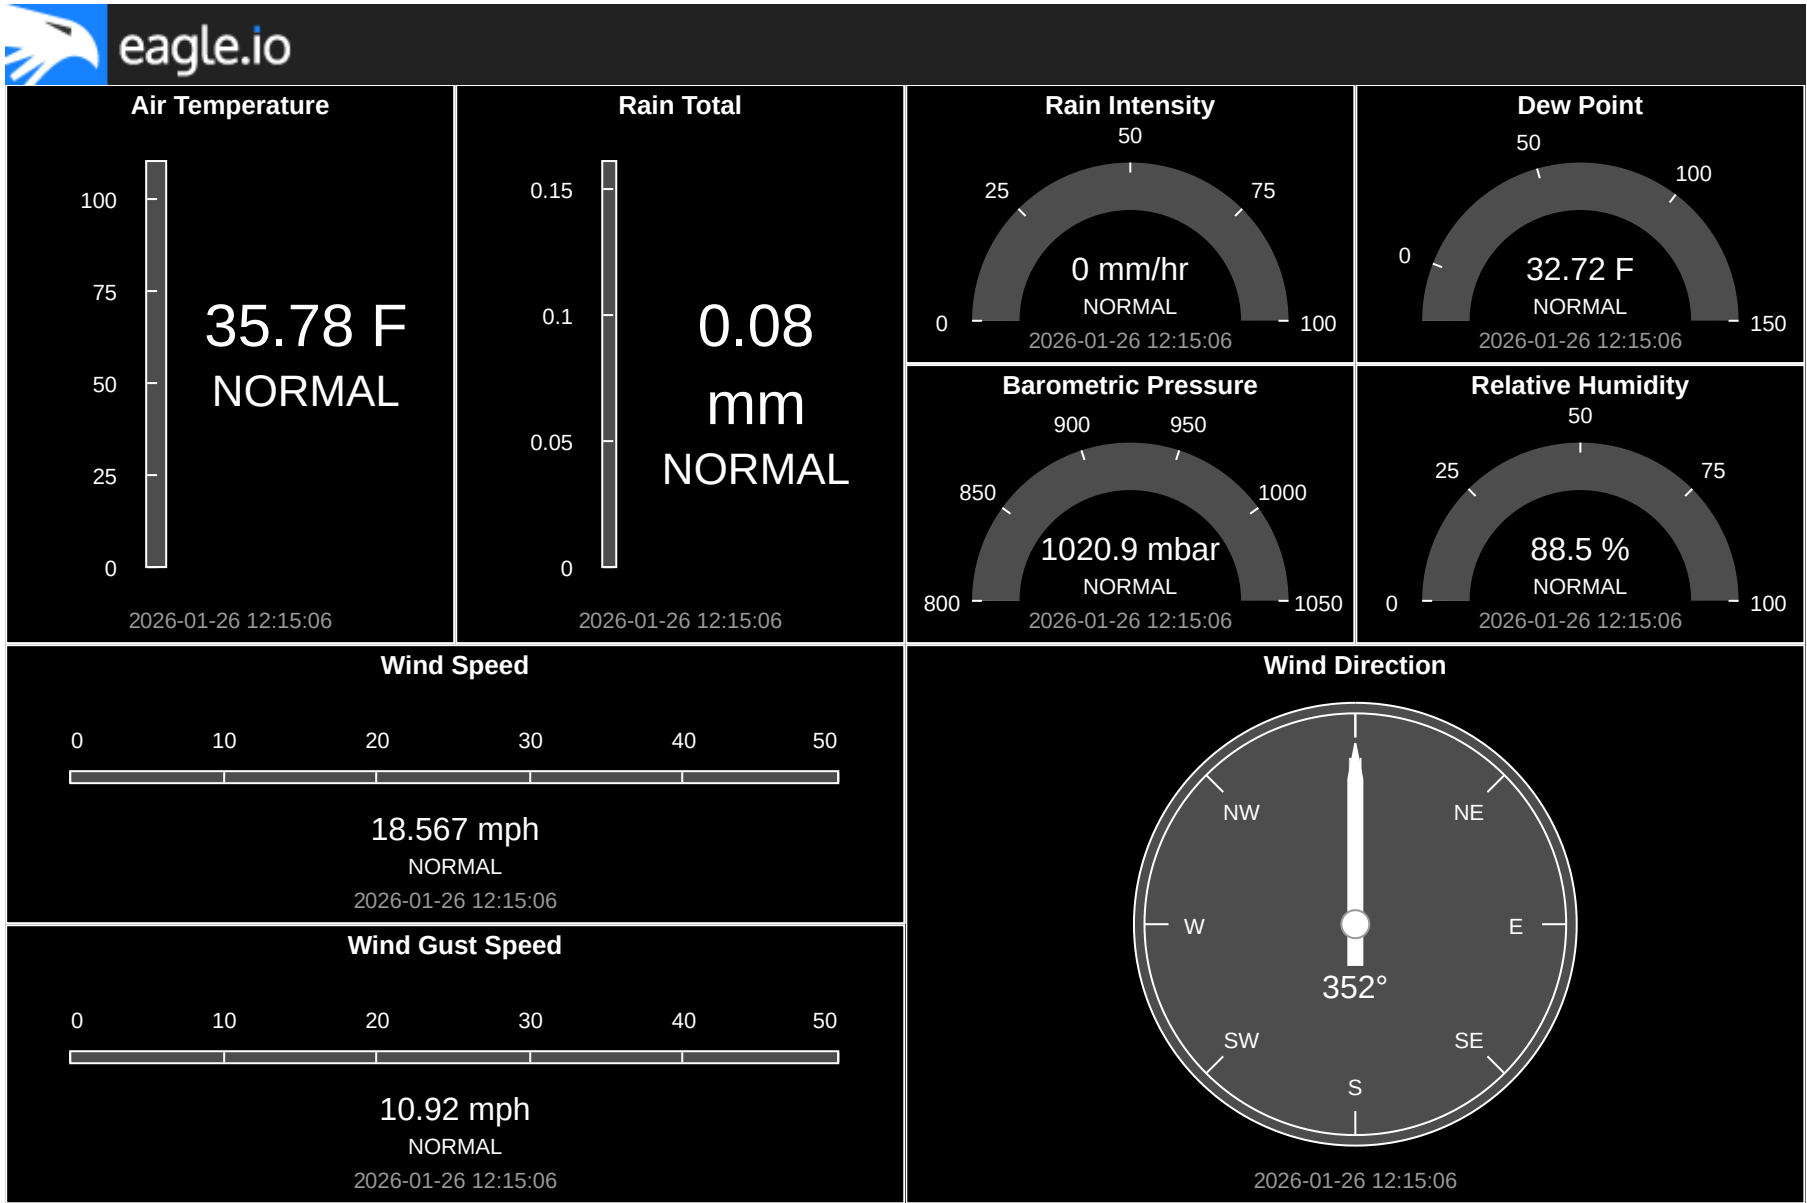 eagle.io
Air Temperature
100
75
50
25
0
35.78 F
NORMAL
2026-01-26 12:15:06
Rain Total
0.15
0.1
0.05
0
0.08
mm
NORMAL
2026-01-26 12:15:06
Rain Intensity
50
25 75
0 100
0 mm/hr
NORMAL
2026-01-26 12:15:06
Dew Point
50
100
0
150
32.72 F
NORMAL
2026-01-26 12:15:06
Barometric Pressure
900 950
850 1000
800 1050
1020.9 mbar
NORMAL
2026-01-26 12:15:06
Relative Humidity
50
25 75
0 100
88.5 %
NORMAL
2026-01-26 12:15:06
Wind Speed
0 10 20 30 40 50
18.567 mph
NORMAL
2026-01-26 12:15:06
Wind Gust Speed
0 10 20 30 40 50
10.92 mph
NORMAL
2026-01-26 12:15:06
Wind Direction
NW NE
W E
352°
SW SE
S
2026-01-26 12:15:06